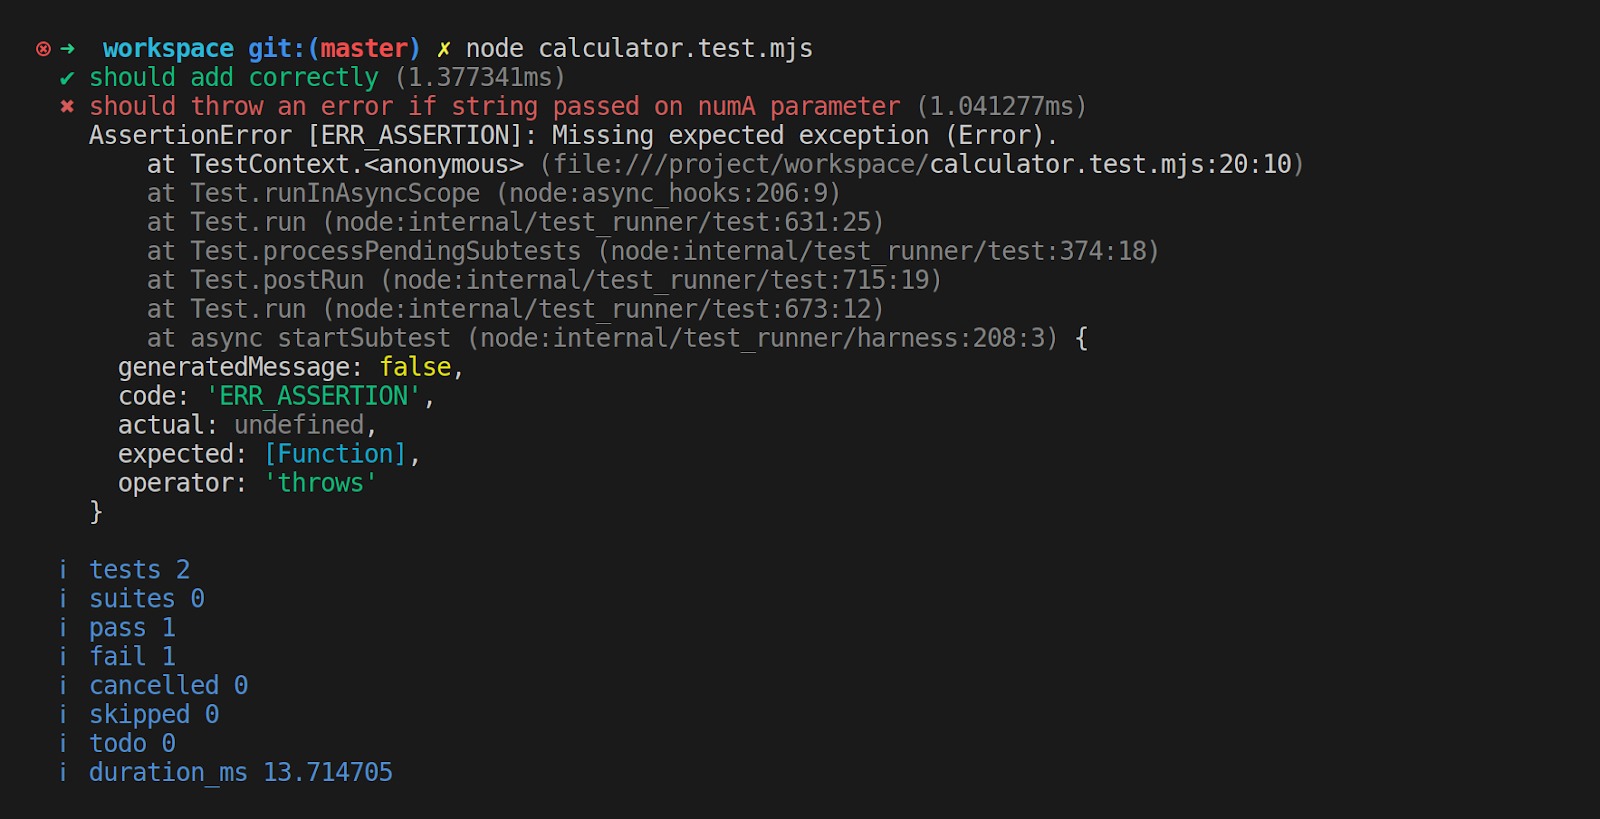 ⊗ ➜ workspace git:(master) ✗ node calculator.test.mjs
✔ should add correctly (1.377341ms)
✖ should throw an error if string passed on numA parameter (1.041277ms)
AssertionError [ERR_ASSERTION]: Missing expected exception (Error).
at TestContext.<anonymous> (file:///project/workspace/calculator.test.mjs:20:10)
at Test.runInAsyncScope (node:async_hooks:206:9)
at Test.run (node:internal/test_runner/test:631:25)
at Test.processPendingSubtests (node:internal/test_runner/test:374:18)
at Test.postRun (node:internal/test_runner/test:715:19)
at Test.run (node:internal/test_runner/test:673:12)
at async startSubtest (node:internal/test_runner/harness:208:3) {
generatedMessage: false,
code: 'ERR_ASSERTION',
actual: undefined,
expected: [Function],
operator: 'throws'
}
ℹ tests 2
ℹ suites 0
ℹ pass 1
ℹ fail 1
ℹ cancelled 0
ℹ skipped 0
ℹ todo 0
ℹ duration_ms 13.714705